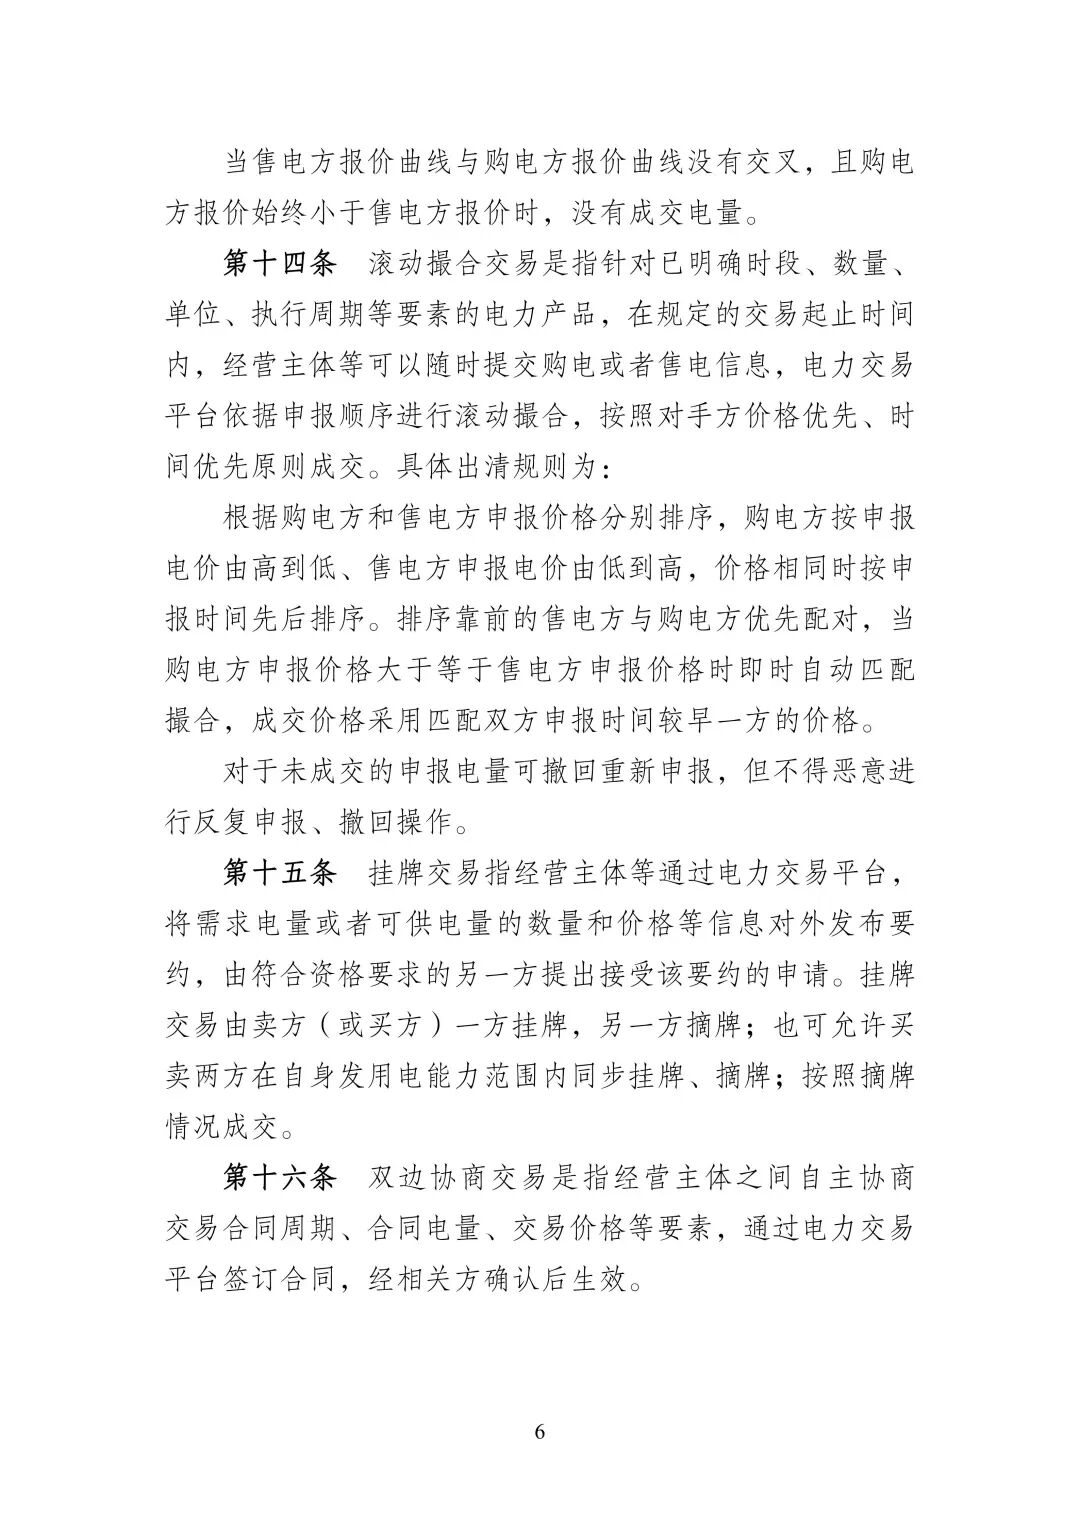 当售电方报价曲线与购电方报价曲线没有交叉，且购电
方报价始终小于售电方报价时，没有成交电量。
第十四条　滚动撮合交易是指针对已明确时段、数量、
单位、执行周期等要素的电力产品，在规定的交易起止时间
内，经营主体等可以随时提交购电或者售电信息，电力交易
平台依据申报顺序进行滚动撮合，按照对手方价格优先、时
间优先原则成交。具体出清规则为：
根据购电方和售电方申报价格分别排序，购电方按申报
电价由高到低、售电方申报电价由低到高，价格相同时按申
报时间先后排序。排序靠前的售电方与购电方优先配对，当
购电方申报价格大于等于售电方申报价格时即时自动匹配
撮合，成交价格采用匹配双方申报时间较早一方的价格。
对于未成交的申报电量可撤回重新申报，但不得恶意进
行反复申报、撤回操作。
第十五条　挂牌交易指经营主体等通过电力交易平台，
将需求电量或者可供电量的数量和价格等信息对外发布要
约，由符合资格要求的另一方提出接受该要约的申请。挂牌
交易由卖方（或买方）一方挂牌，另一方摘牌；也可允许买
卖两方在自身发用电能力范围内同步挂牌、摘牌；按照摘牌
情况成交。
第十六条　双边协商交易是指经营主体之间自主协商
交易合同周期、合同电量、交易价格等要素，通过电力交易
平台签订合同，经相关方确认后生效。
6